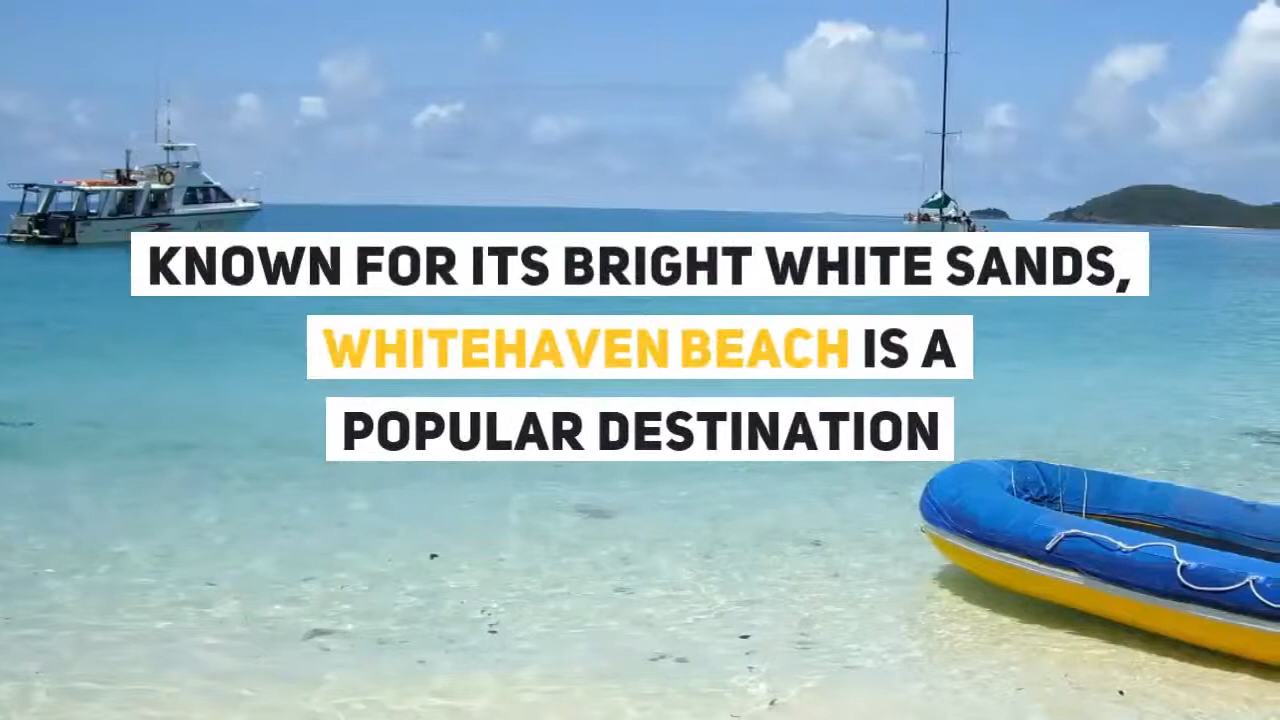 KNOWN FOR ITS BRIGHT WHITE SANDS,
WHITEHAVEN BEACH IS A
POPULAR DESTINATION